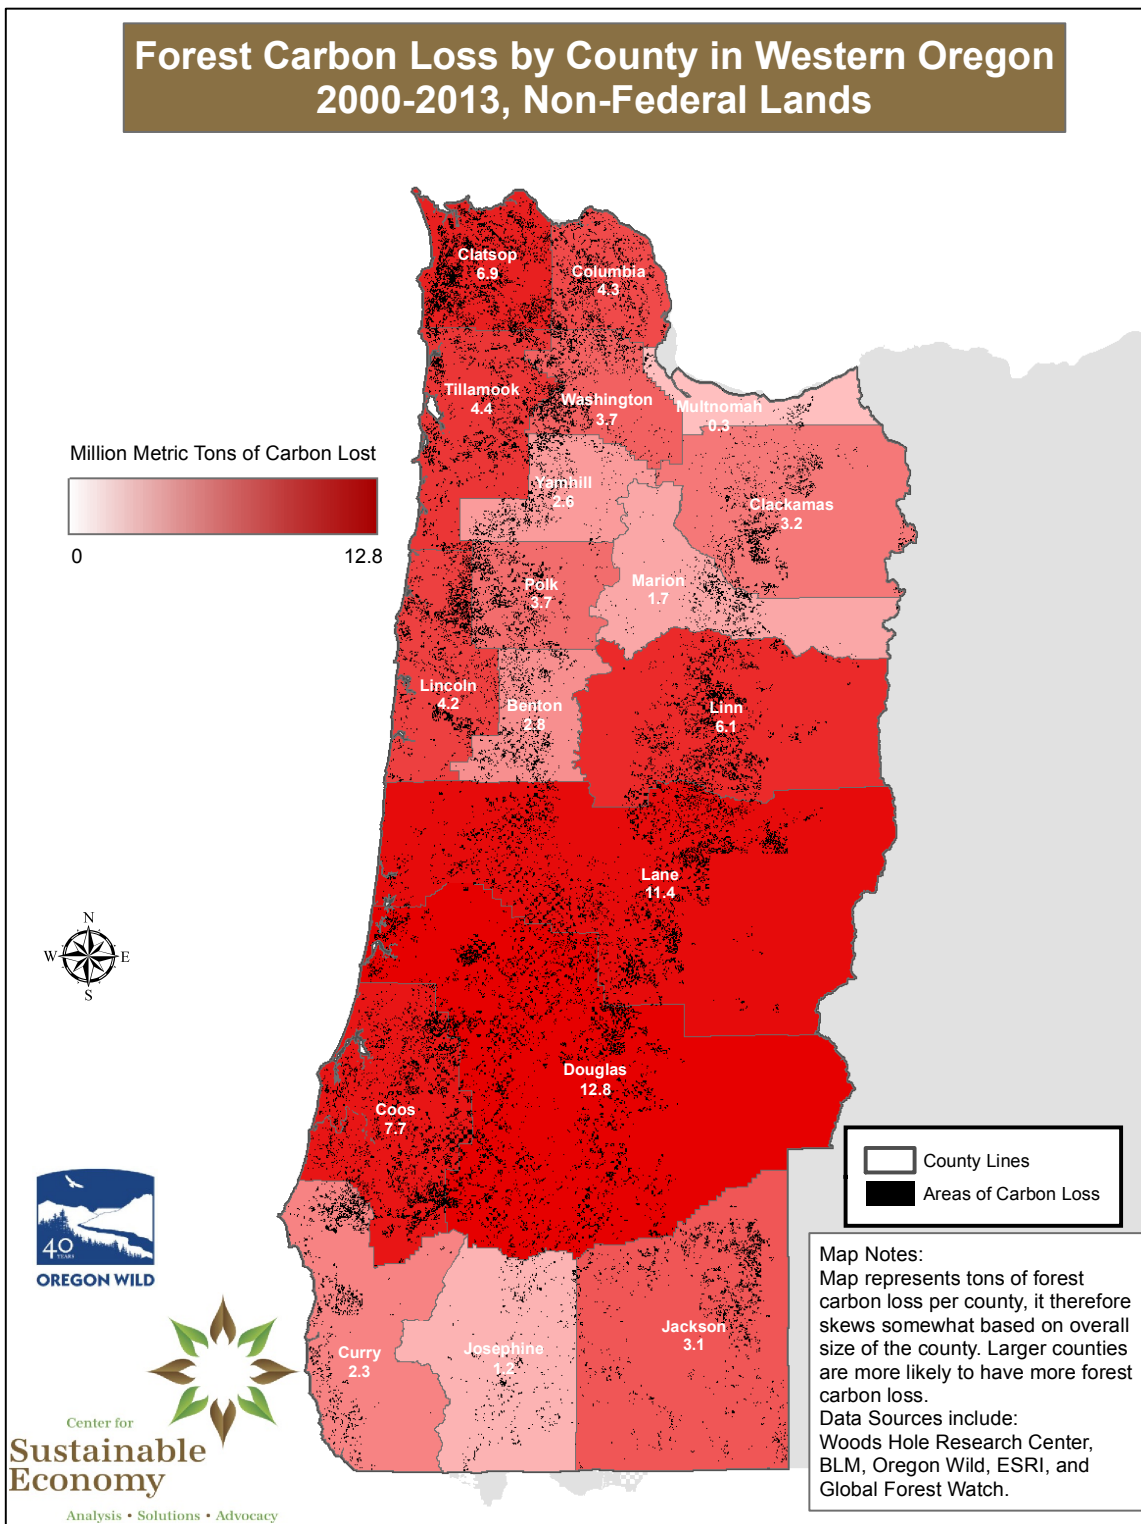 Forest Carbon Loss by County in Western Oregon
2000-2013, Non-Federal Lands
Clatsop
6.9
Columbia
4.3
Tillamook
4.4
Washington
3.7
Multnomah
0.3
Million Metric Tons of Carbon Lost
0
12.8
Yamhill
2.6
Clackamas
3.2
Polk
3.7
Marion
1.7
Lincoln
4.2
Benton
2.8
Linn
6.1
Lane
11.4
N
W
E
S
Douglas
12.8
Coos
7.7
County Lines
Areas of Carbon Loss
40
YEARS
OREGON WILD
Curry
2.3
Josephine
1.2
Jackson
3.1
Map Notes:
Map represents tons of forest
carbon loss per county, it therefore
skews somewhat based on overall
size of the county. Larger counties
are more likely to have more forest
carbon loss.
Data Sources include:
Woods Hole Research Center,
BLM, Oregon Wild, ESRI, and
Global Forest Watch.
Center for
Sustainable
Economy
Analysis • Solutions • Advocacy